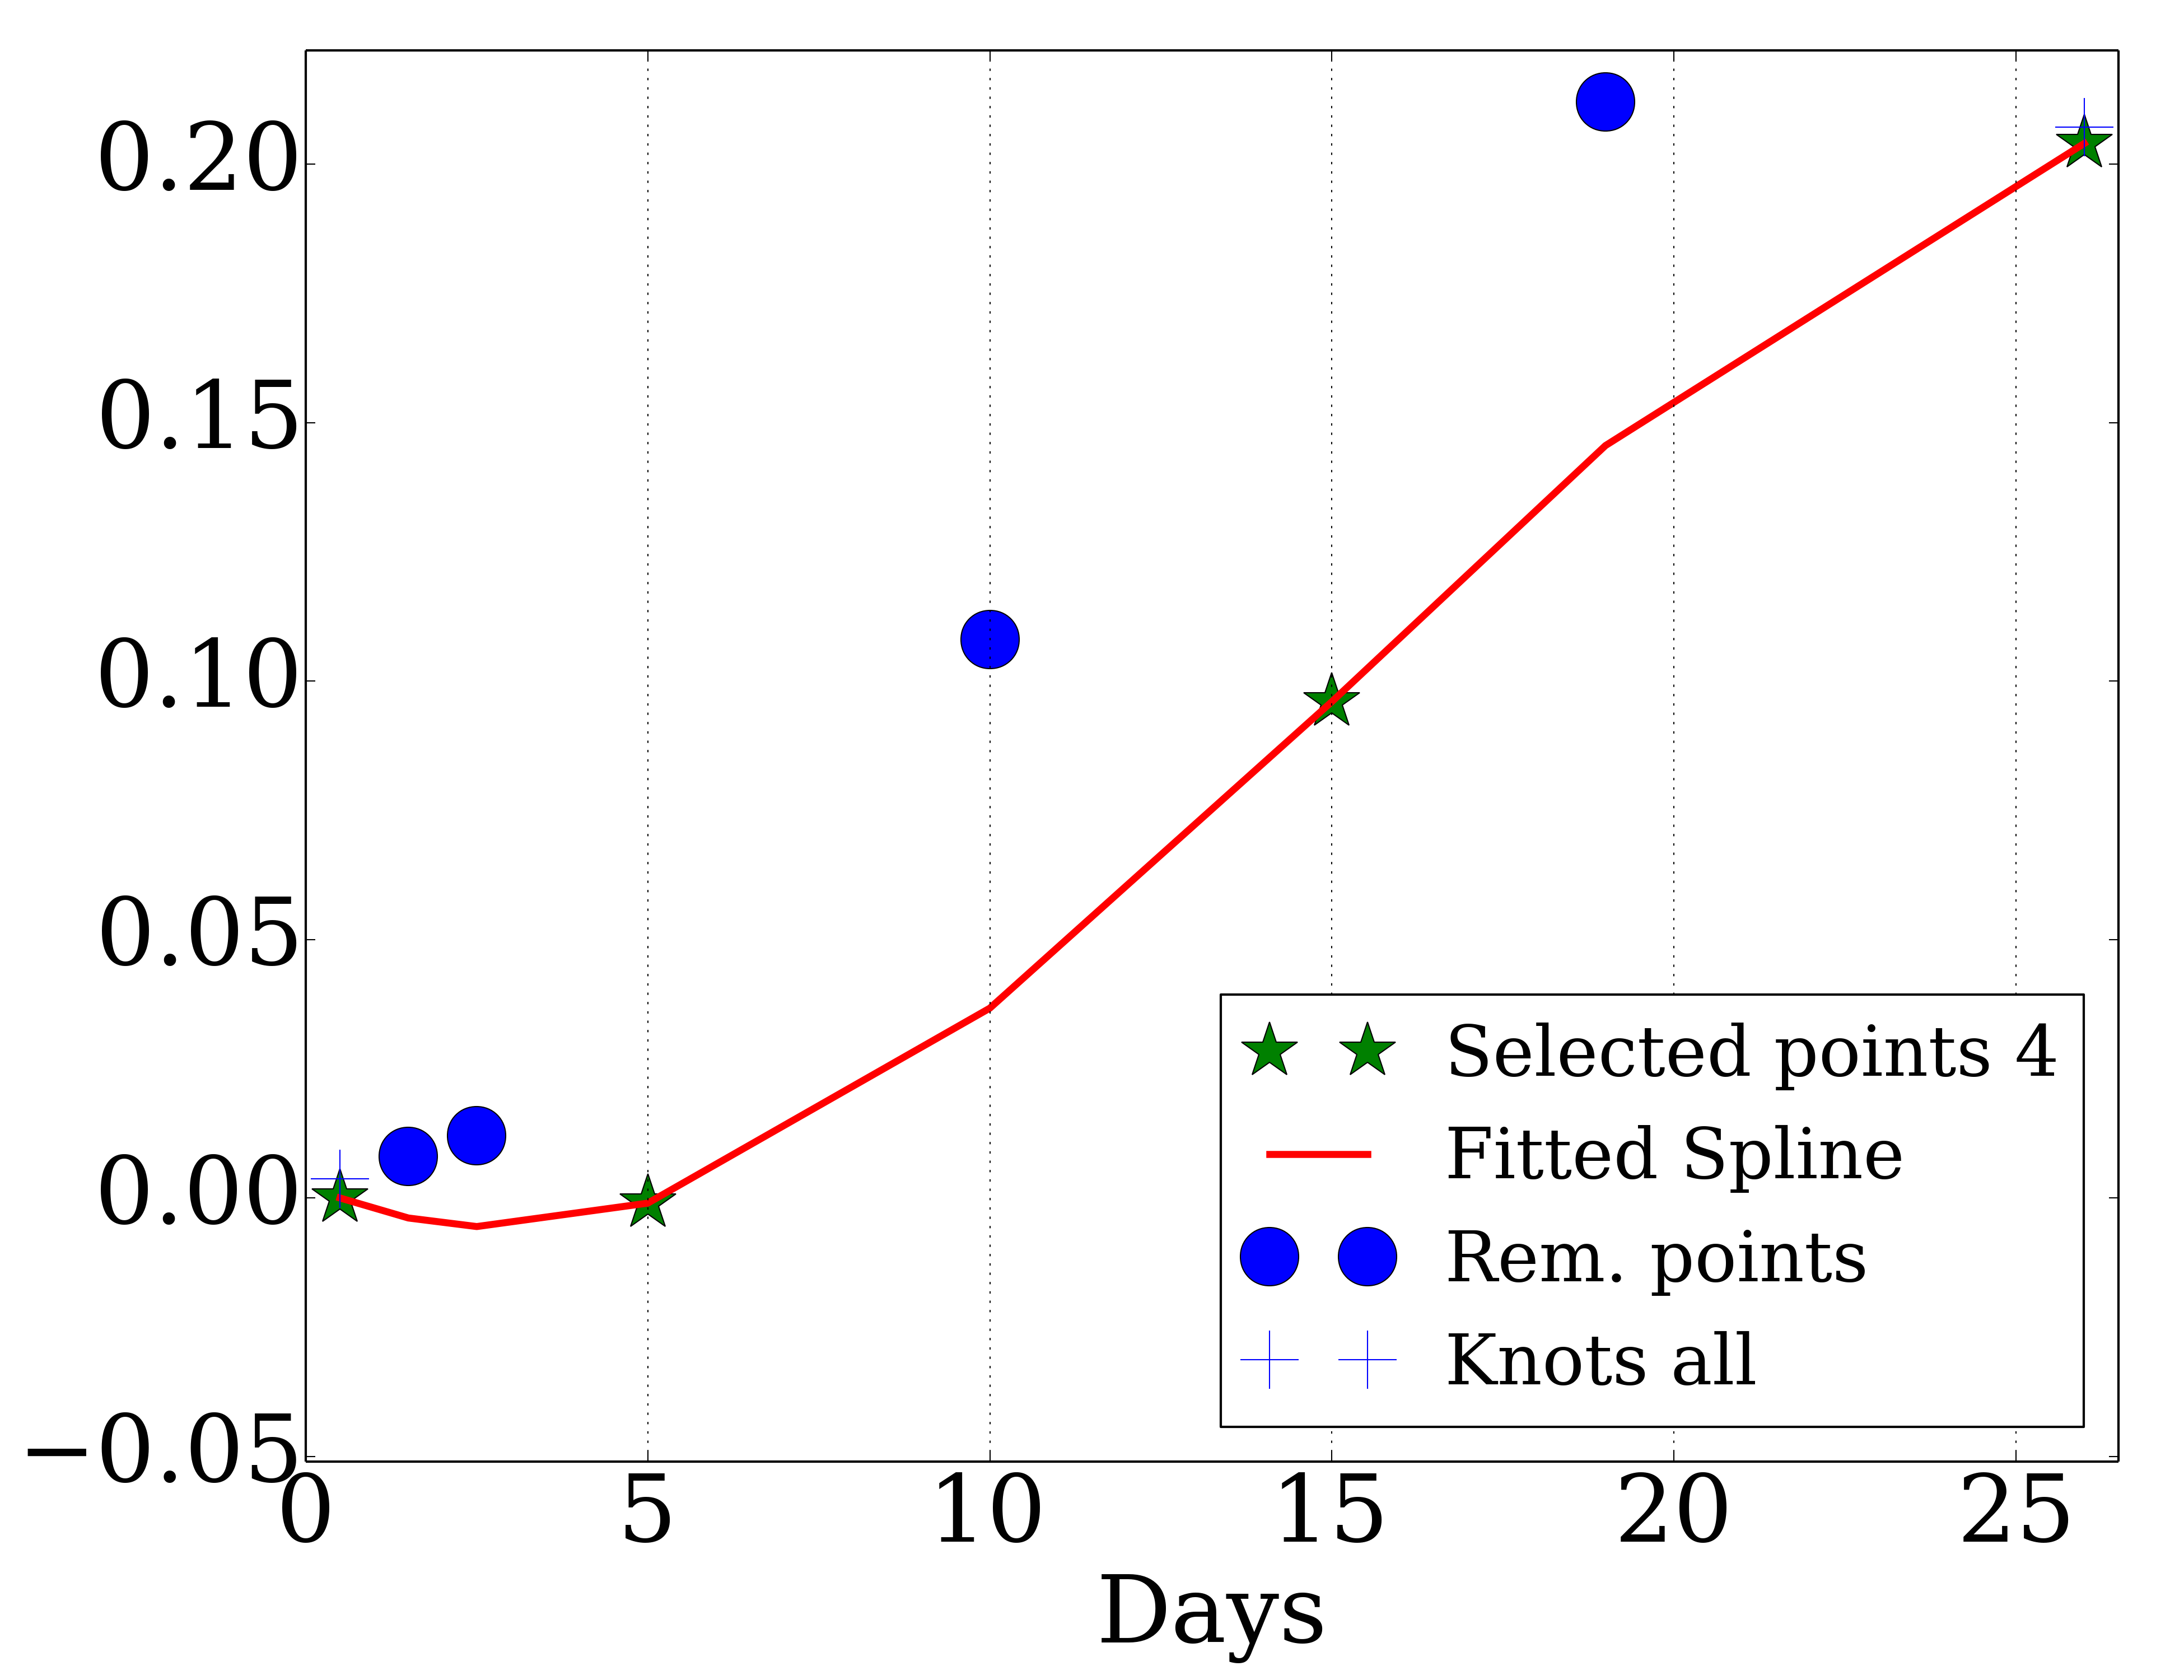 0.20
0.15
0.10
0.05
0.00
−0.05
0 5 10 15 20 25
Days
Selected points 4
Fitted Spline
Rem. points
Knots all